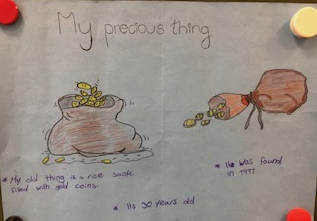 My precious thing
* My old thing is a rice sack
filled with gold coins.
* It was found
in 1991
* Its 30 years old